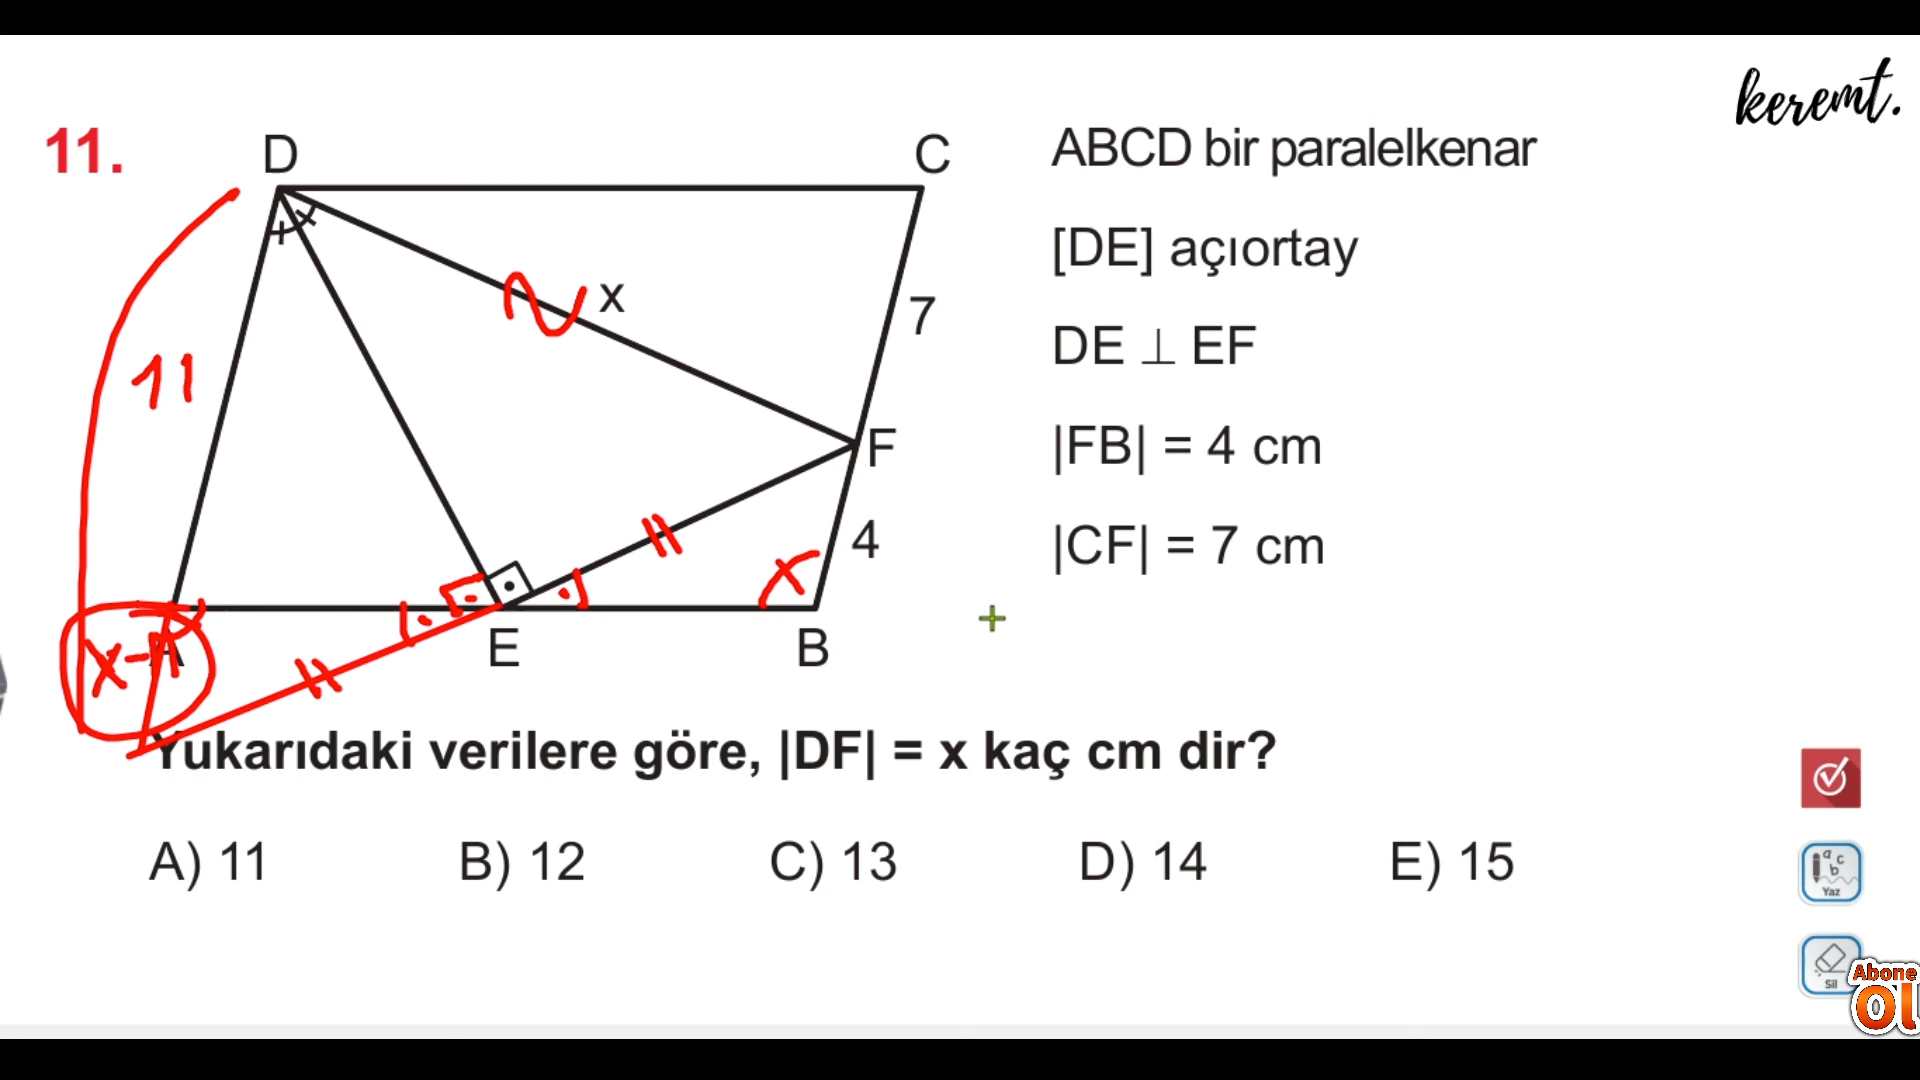 keremt.
11.
D
C
ABCD bir paralelkenar
[DE] açıortay
x
7
11
DE ⊥ EF
F
|FB| = 4 cm
4
x
|CF| = 7 cm
A
E
B
x-11
Yukarıdaki verilere göre, |DF| = x kaç cm dir?
A) 11
B) 12
C) 13
D) 14
E) 15
a b c
Yaz
Sil
Abone
Ol